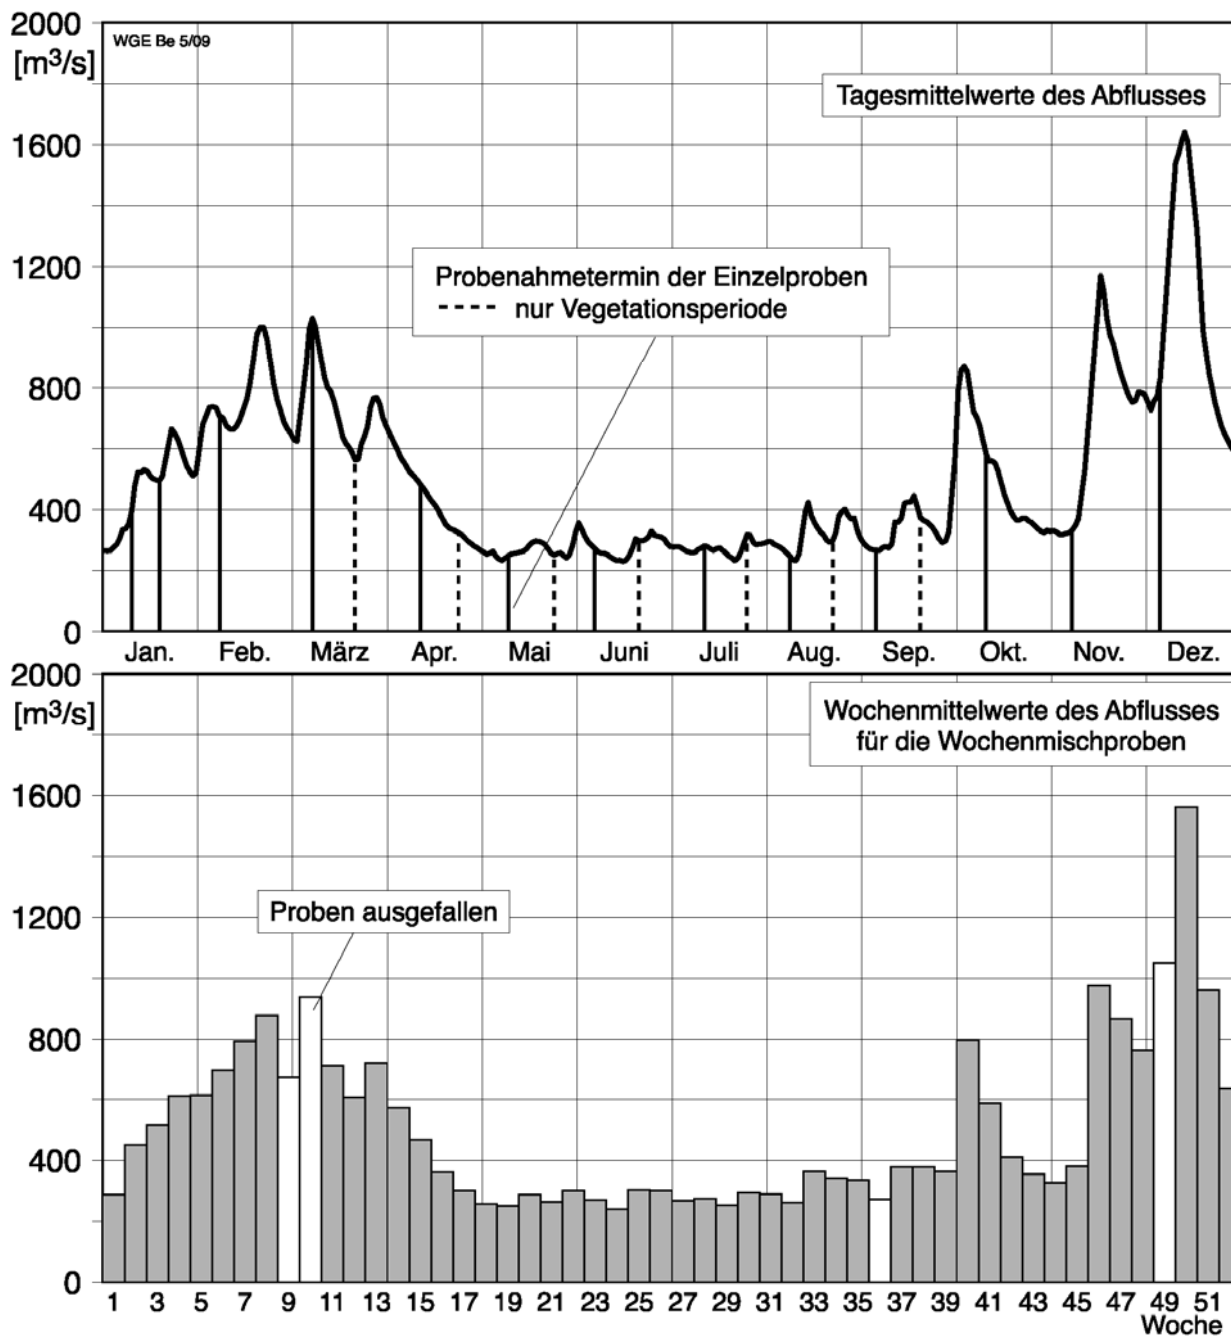 2000
[m³/s]
WGE Be 5/09
Tagesmittelwerte des Abflusses
1600
1200
Probenahmetermin der Einzelproben
nur Vegetationsperiode
800
400
0
Jan. Feb. März Apr. Mai Juni Juli Aug. Sep. Okt. Nov. Dez.
2000
[m³/s]
Wochenmittelwerte des Abflusses
für die Wochenmischproben
1600
1200
Proben ausgefallen
800
400
0
1 3 5 7 9 11 13 15 17 19 21 23 25 27 29 31 33 35 37 39 41 43 45 47 49 51
Woche